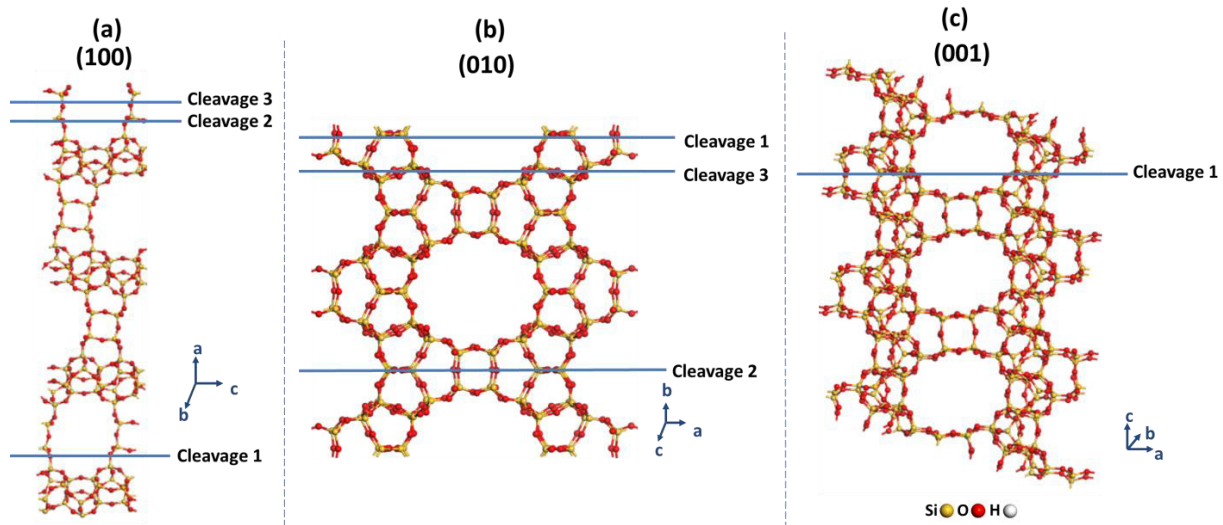 (a)
(100)
Cleavage 3
Cleavage 2
a
c
b
Cleavage 1
(b)
(010)
Cleavage 1
Cleavage 3
Cleavage 2
b
a
c
(c)
(001)
Cleavage 1
c
b
a
Si O H